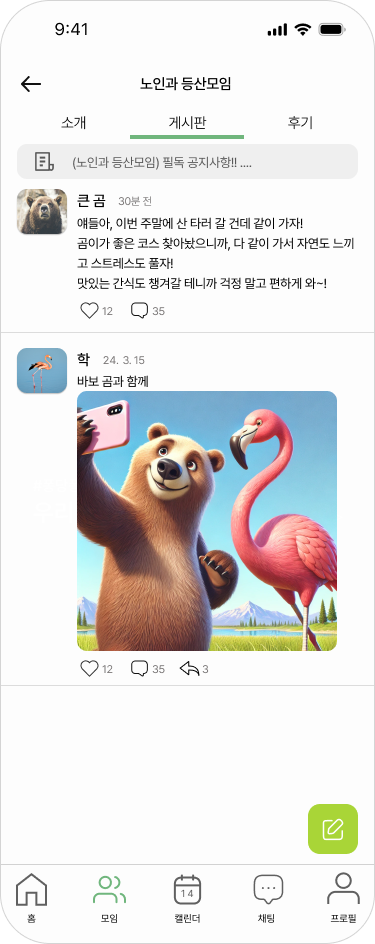 9:41
노인과 등산모임
소개 게시판 후기
(노인과 등산모임) 필독 공지사항!! ....
큰 곰 30분 전
얘들아, 이번 주말에 산 타러 갈 건데 같이 가자!
곰이가 좋은 코스 찾아놨으니까, 다 같이 가서 자연도 느끼
고 스트레스도 풀자!
맛있는 간식도 챙겨갈 테니까 걱정 말고 편하게 와~!
12 35
학 24. 3. 15
바보 곰과 함께
12 35 3
14
홈 모임 캘린더 채팅 프로필